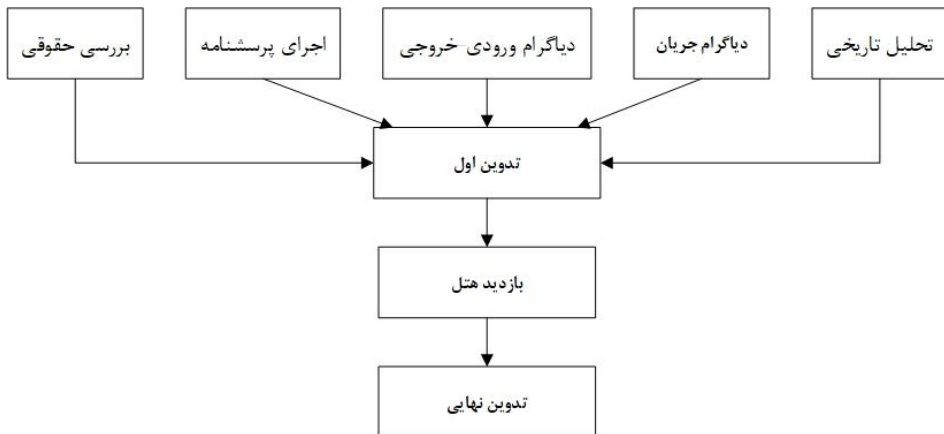 تحلیل تاریخی
دیاگرام جریان
دیاگرام ورودی-خروجی
اجرای پرسشنامه
بررسی حقوقی
تدوین اول
بازدید هتل
تدوین نهایی